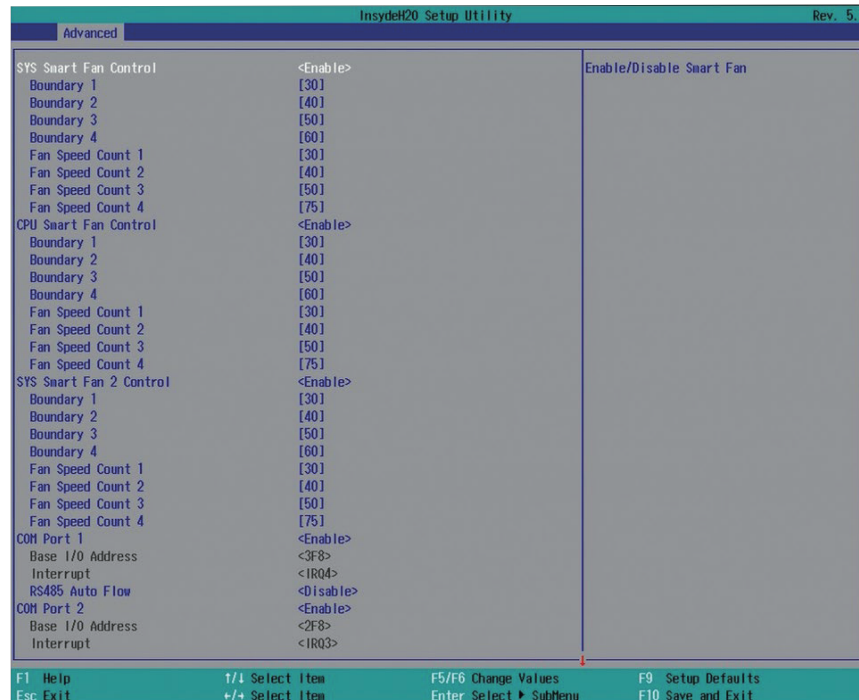 InsydeH20 Setup Utility Rev. 5.
Advanced
SYS Smart Fan Control <Enable> Enable/Disable Smart Fan
Boundary 1 [30]
Boundary 2 [40]
Boundary 3 [50]
Boundary 4 [60]
Fan Speed Count 1 [30]
Fan Speed Count 2 [40]
Fan Speed Count 3 [50]
Fan Speed Count 4 [75]
CPU Smart Fan Control <Enable>
Boundary 1 [30]
Boundary 2 [40]
Boundary 3 [50]
Boundary 4 [60]
Fan Speed Count 1 [30]
Fan Speed Count 2 [40]
Fan Speed Count 3 [50]
Fan Speed Count 4 [75]
SYS Smart Fan 2 Control <Enable>
Boundary 1 [30]
Boundary 2 [40]
Boundary 3 [50]
Boundary 4 [60]
Fan Speed Count 1 [30]
Fan Speed Count 2 [40]
Fan Speed Count 3 [50]
Fan Speed Count 4 [75]
COM Port 1 <Enable>
Base I/O Address <3F8>
Interrupt <IRQ4>
RS485 Auto Flow <Disable>
COM Port 2 <Enable>
Base I/O Address <2F8>
Interrupt <IRQ3>
F1 Help ↑/↓ Select Item F5/F6 Change Values F9 Setup Defaults
Esc Exit ←/→ Select Item Enter Select ▶ SubMenu F10 Save and Exit